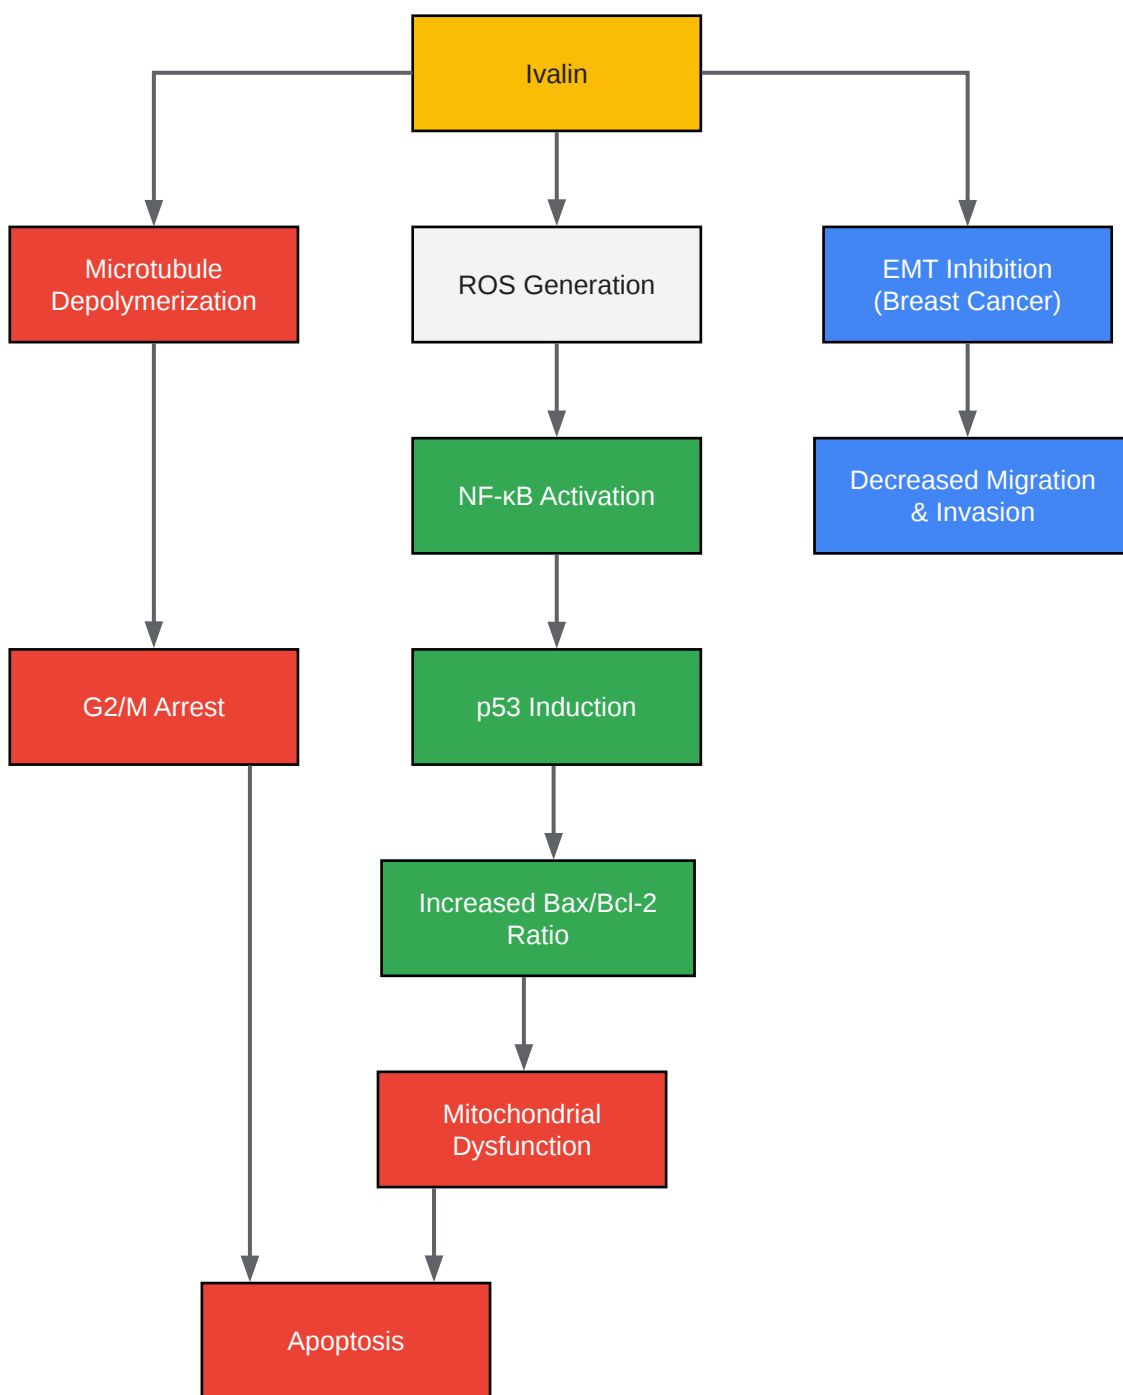 Ivalin
Microtubule
Depolymerization
ROS Generation
EMT Inhibition
(Breast Cancer)
NF-κB Activation
Decreased Migration
& Invasion
G2/M Arrest
p53 Induction
Increased Bax/Bcl-2
Ratio
Mitochondrial
Dysfunction
Apoptosis